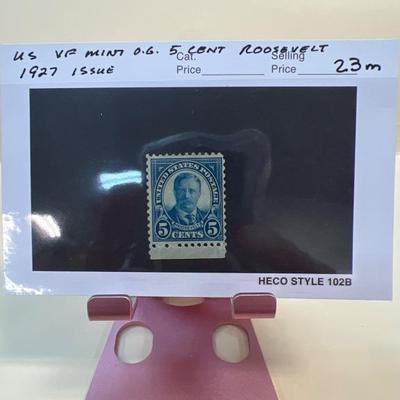 US VF MINT O.G. 5 CENT ROOSEVELT
1927 ISSUE
Cat.
Price
Selling
Price
23m
UNITED STATES POSTAGE
ROOSEVELT
5 CENTS 5
HECO STYLE 102B